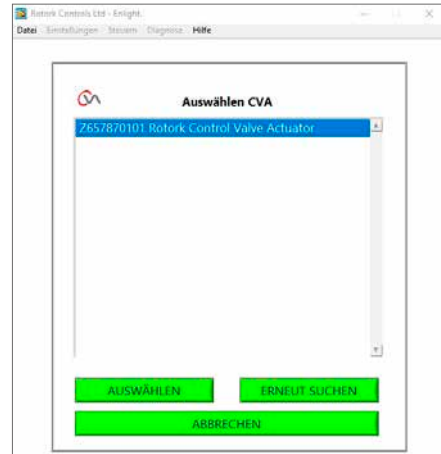 Rotork Controls Ltd - Enlight.
Datei Einstellungen Steuern Diagnose Hilfe
Auswählen CVA
Z657870101 Rotork Control Valve Actuator
AUSWÄHLEN ERNEUT SUCHEN
ABBRECHEN